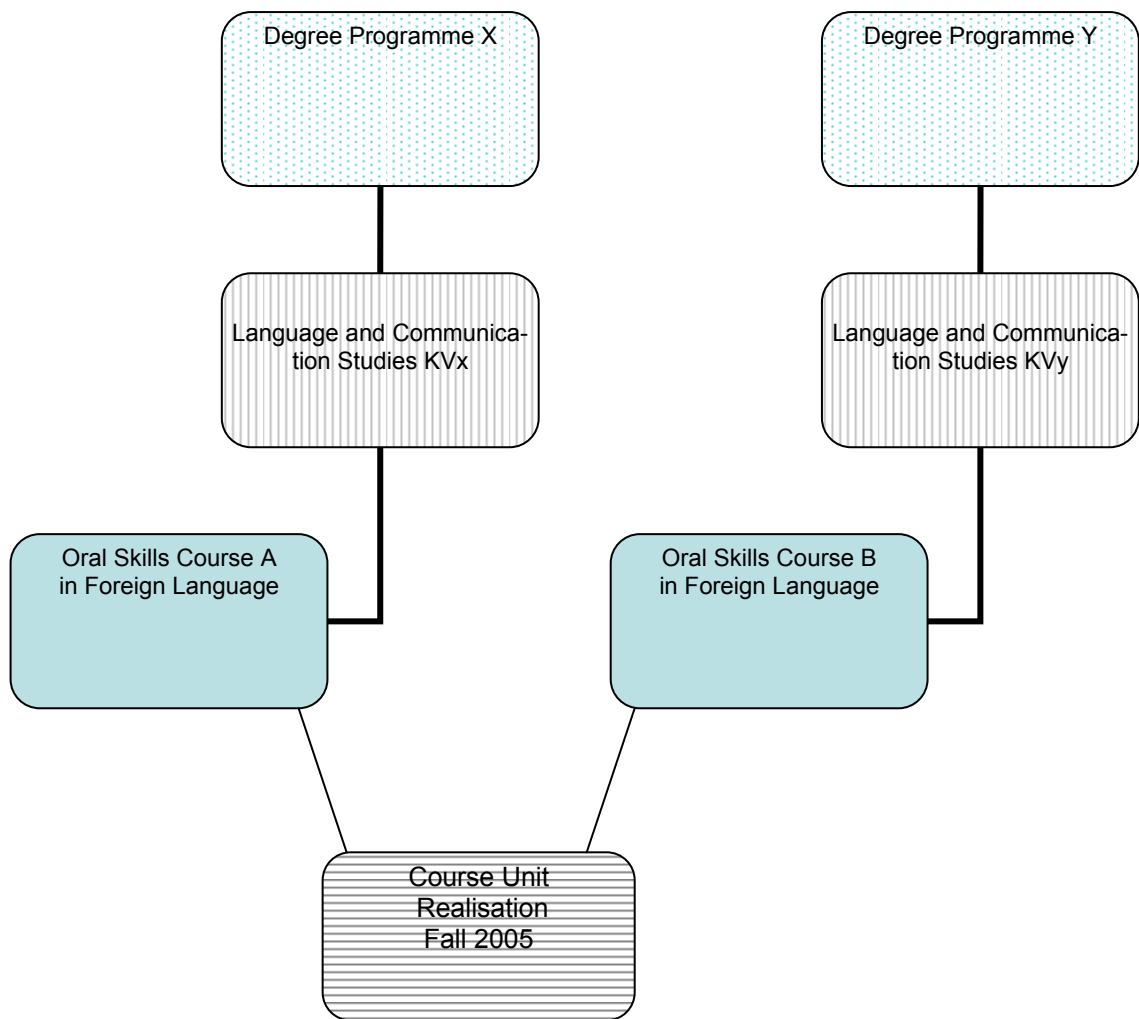 Degree Programme X
Degree Programme Y
Language and Communica-
tion Studies KVx
Language and Communica-
tion Studies KVy
Oral Skills Course A
in Foreign Language
Oral Skills Course B
in Foreign Language
Course Unit
Realisation
Fall 2005